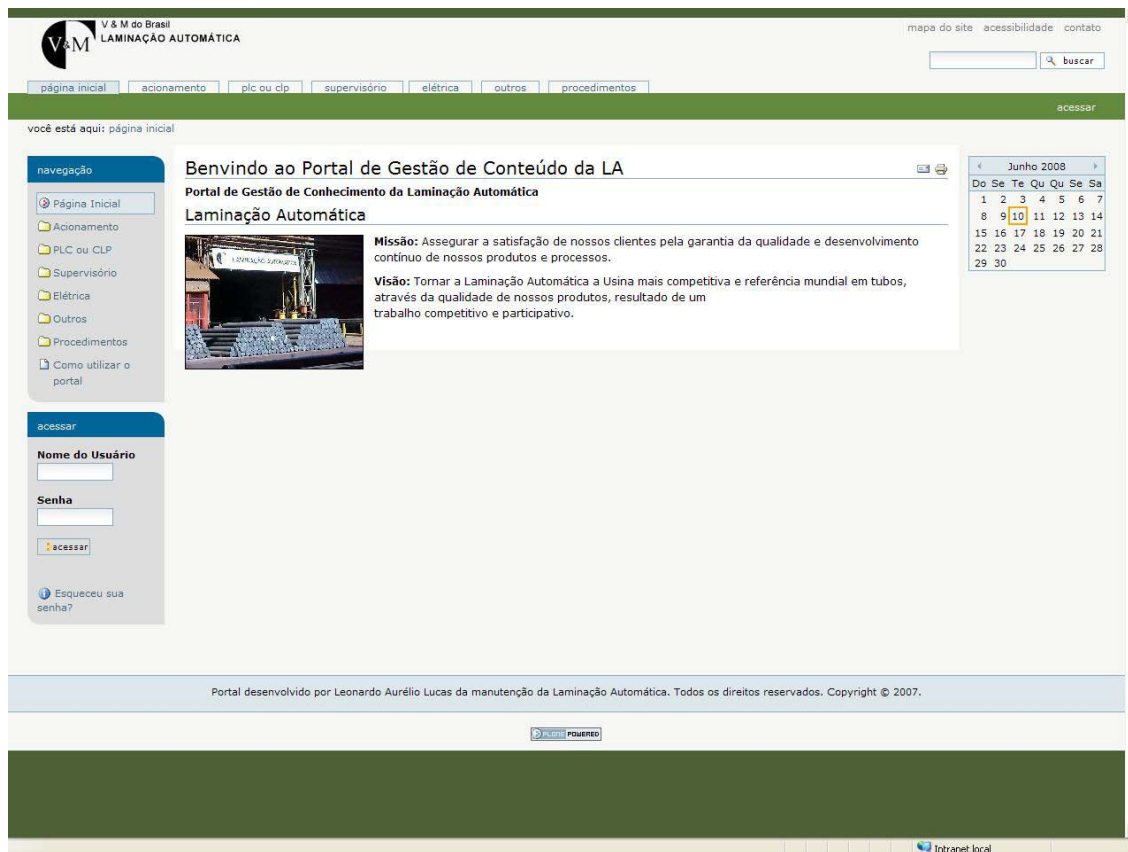 V & M do Brasil
LAMINAÇÃO AUTOMÁTICA
V&M
mapa do site acessibilidade contato
buscar
página inicial acionamento plc ou clp supervisório elétrica outros procedimentos
acessar
você está aqui: página inicial
navegação
Página Inicial
Acionamento
PLC ou CLP
Supervisório
Elétrica
Outros
Procedimentos
Como utilizar o
portal
acessar
Nome do Usuário
Senha
acessar
Esqueceu sua
senha?
Benvindo ao Portal de Gestão de Conteúdo da LA
Portal de Gestão de Conhecimento da Laminação Automática
Laminação Automática
LAMINAÇÃO AUTOMÁTICA
Missão: Assegurar a satisfação de nossos clientes pela garantia da qualidade e desenvolvimento
contínuo de nossos produtos e processos.
Visão: Tornar a Laminação Automática a Usina mais competitiva e referência mundial em tubos,
através da qualidade de nossos produtos, resultado de um
trabalho competitivo e participativo.
Junho 2008
Do Se Te Qu Qu Se Sa
1 2 3 4 5 6 7
8 9 10 11 12 13 14
15 16 17 18 19 20 21
22 23 24 25 26 27 28
29 30
Portal desenvolvido por Leonardo Aurélio Lucas da manutenção da Laminação Automática. Todos os direitos reservados. Copyright © 2007.
PLONE POWERED
Intranet local